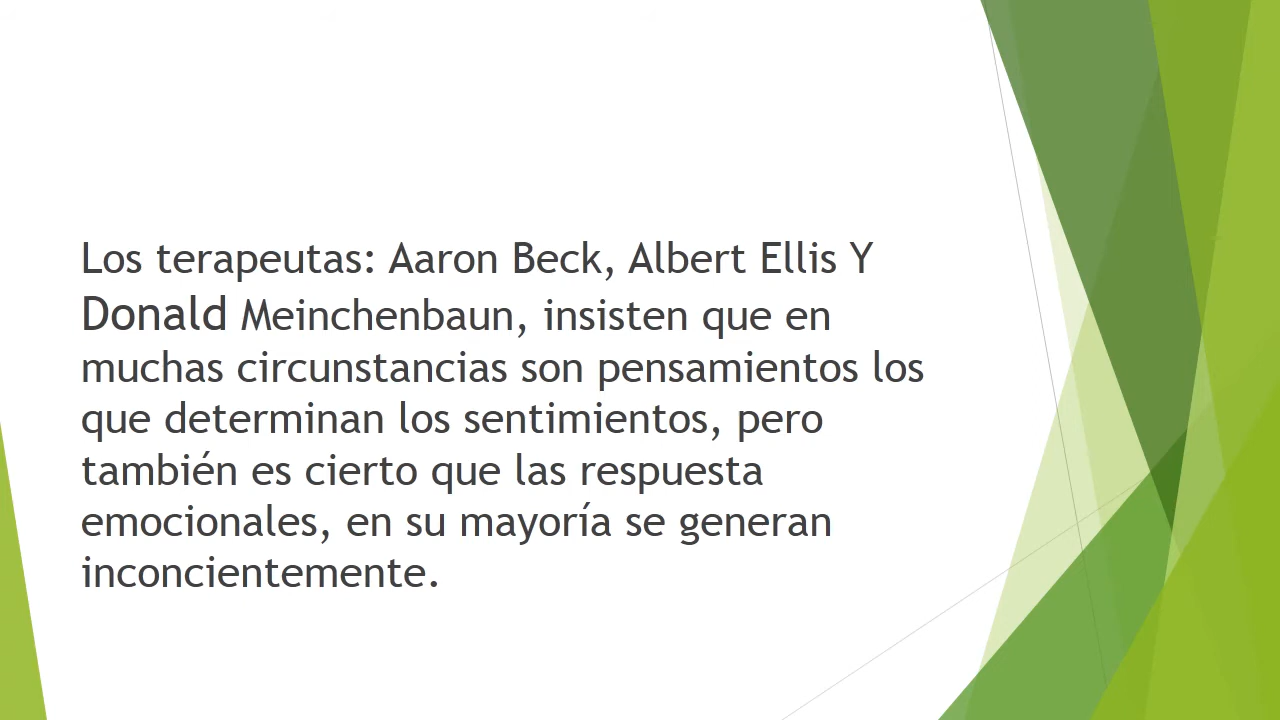 Los terapeutas: Aaron Beck, Albert Ellis Y
Donald Meinchenbaun, insisten que en
muchas circunstancias son pensamientos los
que determinan los sentimientos, pero
también es cierto que las respuesta
emocionales, en su mayoría se generan
inconcientemente.